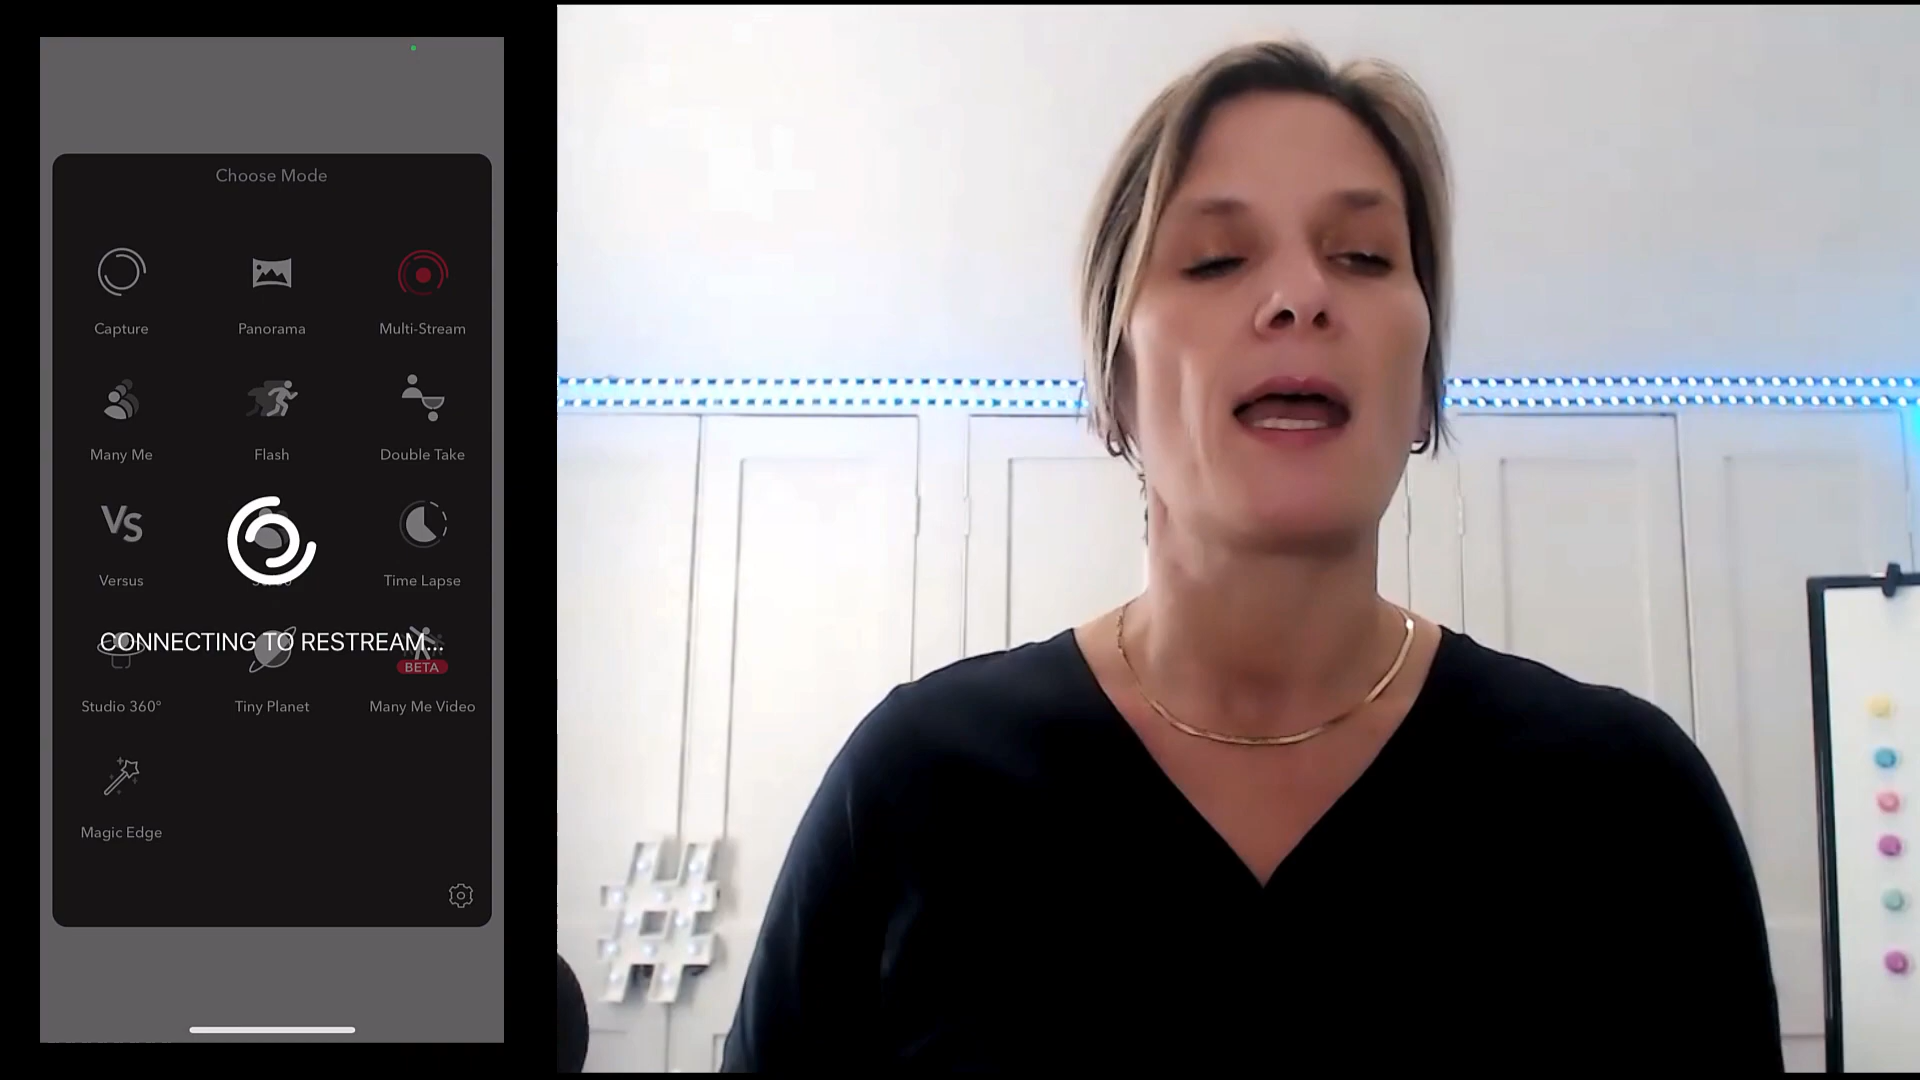 Choose Mode
Capture
Panorama
Multi-Stream
Many Me
Flash
Double Take
VS
Versus
Time Lapse
CONNECTING TO RESTREAM...
BETA
Studio 360°
Tiny Planet
Many Me Video
Magic Edge
#